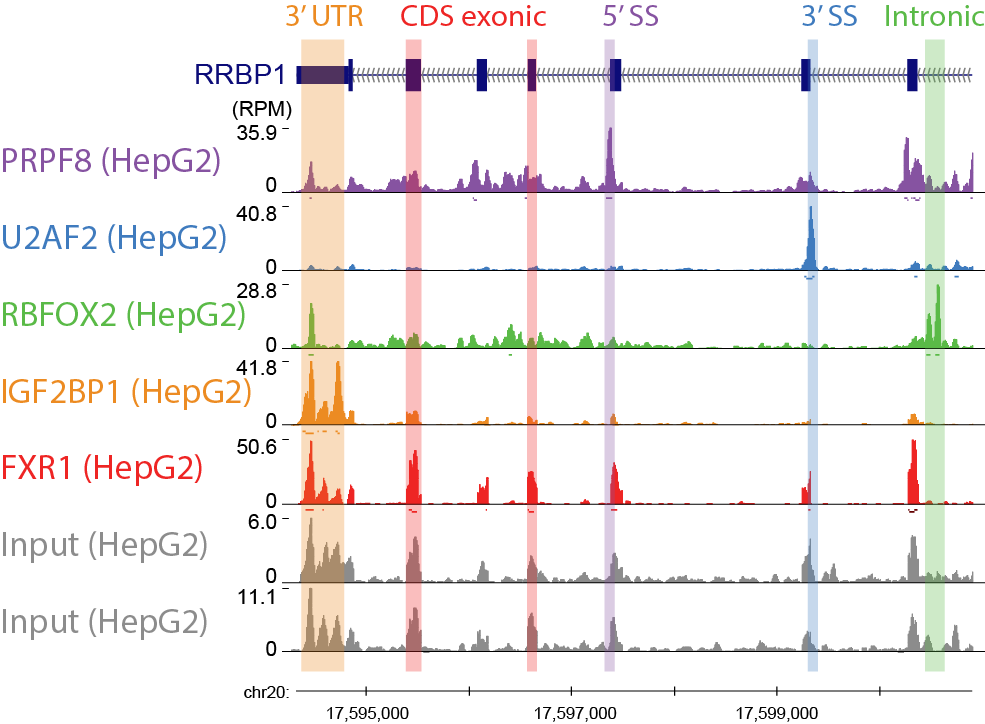 3′ UTR CDS exonic 5′ SS 3′ SS Intronic
RRBP1
(RPM)
35.9
PRPF8 (HepG2)
0
40.8
U2AF2 (HepG2)
0
28.8
RBFOX2 (HepG2)
0
41.8
IGF2BP1 (HepG2)
0
50.6
FXR1 (HepG2)
0
6.0
Input (HepG2)
0
11.1
Input (HepG2)
0
chr20:
17,595,000 17,597,000 17,599,000